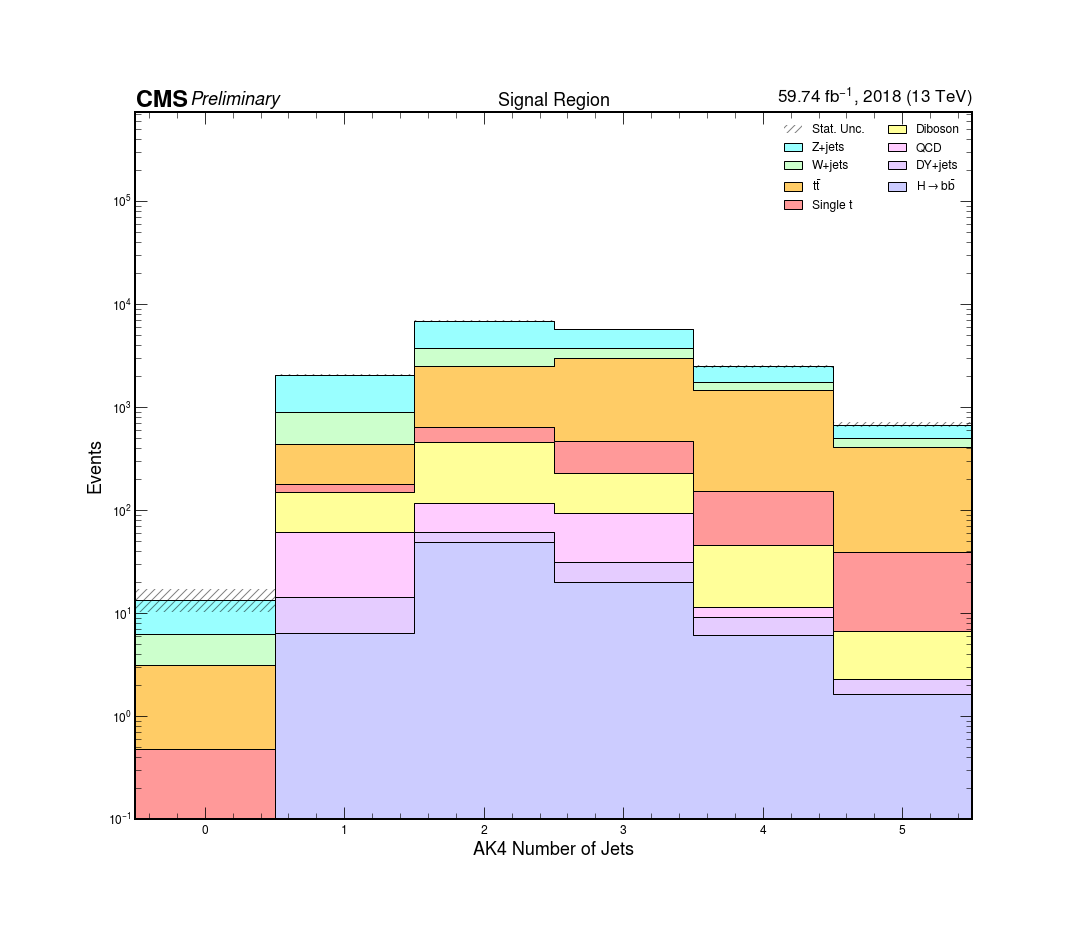 CMS Preliminary Signal Region 59.74 fb⁻¹, 2018 (13 TeV)
Stat. Unc. Diboson
Z+jets QCD
W+jets DY+jets
tt̄ H→bb̄
Single t
10⁵
10⁴
10³
10²
10¹
10⁰
10⁻¹
Events
0 1 2 3 4 5
AK4 Number of Jets